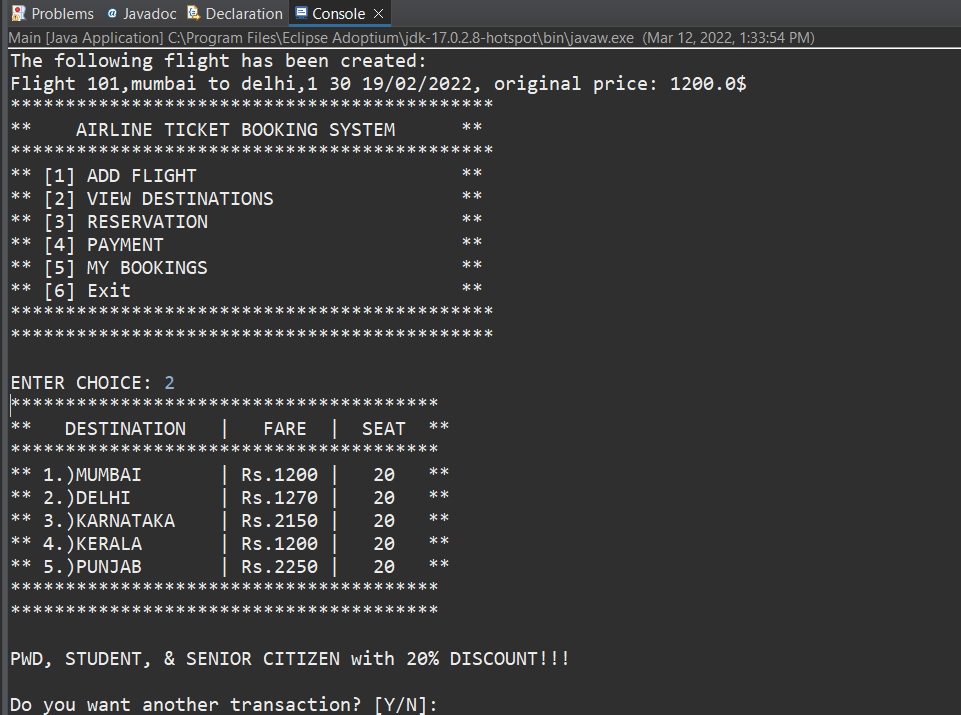 Problems @ Javadoc Declaration Console
Main [Java Application] C:\Program Files\Eclipse Adoptium\jdk-17.0.2.8-hotspot\bin\javaw.exe (Mar 12, 2022, 1:33:54 PM)
The following flight has been created:
Flight 101,mumbai to delhi,1 30 19/02/2022, original price: 1200.0$
********************************************
**    AIRLINE TICKET BOOKING SYSTEM      **
********************************************
** [1] ADD FLIGHT                        **
** [2] VIEW DESTINATIONS                 **
** [3] RESERVATION                       **
** [4] PAYMENT                           **
** [5] MY BOOKINGS                       **
** [6] Exit                              **
********************************************
********************************************
ENTER CHOICE: 2
***************************************
**   DESTINATION   |   FARE  |  SEAT  **
***************************************
** 1.)MUMBAI       | Rs.1200 |   20   **
** 2.)DELHI        | Rs.1270 |   20   **
** 3.)KARNATAKA    | Rs.2150 |   20   **
** 4.)KERALA       | Rs.1200 |   20   **
** 5.)PUNJAB       | Rs.2250 |   20   **
***************************************
***************************************
PWD, STUDENT, & SENIOR CITIZEN with 20% DISCOUNT!!!
Do you want another transaction? [Y/N]: